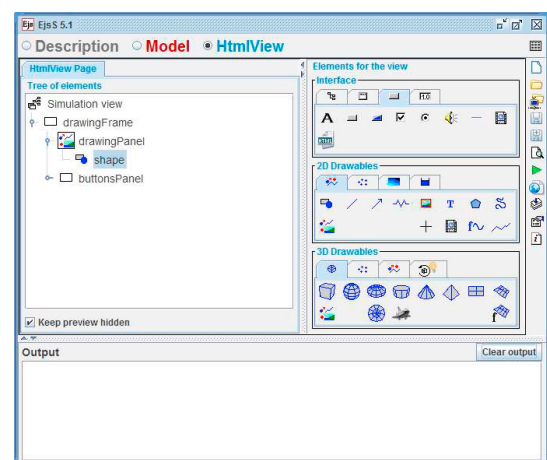 EjsS 5.1
Description Model HtmlView
HtmlView Page
Tree of elements
Simulation view
drawingFrame
drawingPanel
shape
buttonsPanel
Keep preview hidden
Elements for the view
Interface
A
2D Drawables
T
3D Drawables
Output
Clear output